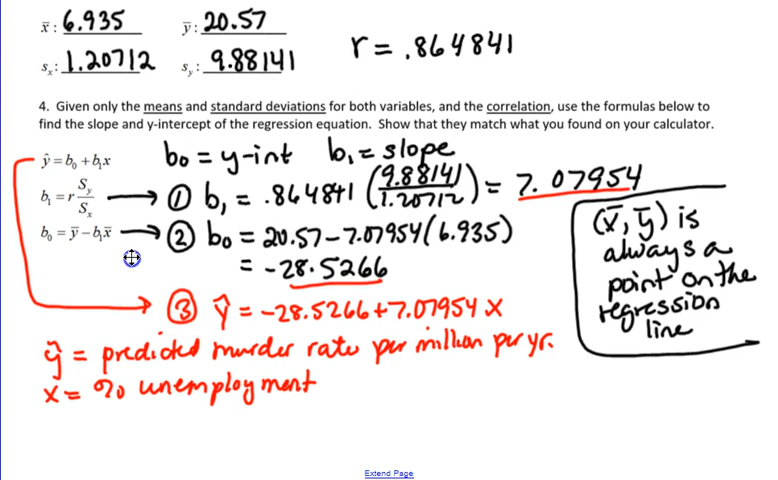 x̄: 6.935 ȳ: 20.57
r = .864841
sₓ: 1.20712 s_y: 9.88141
4. Given only the means and standard deviations for both variables, and the correlation, use the formulas below to
find the slope and y-intercept of the regression equation. Show that they match what you found on your calculator.
ŷ = b₀ + b₁x b₀ = y-int b₁ = slope
b₁ = r S_y/Sₓ → ① b₁ = .864841 (9.88141/1.20712) = 7.07954
b₀ = ȳ − b₁x̄ → ② b₀ = 20.57 − 7.07954(6.935)
= −28.5266
③ ŷ = −28.5266 + 7.07954 x
(x̄, ȳ) is
always a
point on the
regression
line
ŷ = predicted murder rate per million per yr.
x = % unemployment
Extend Page